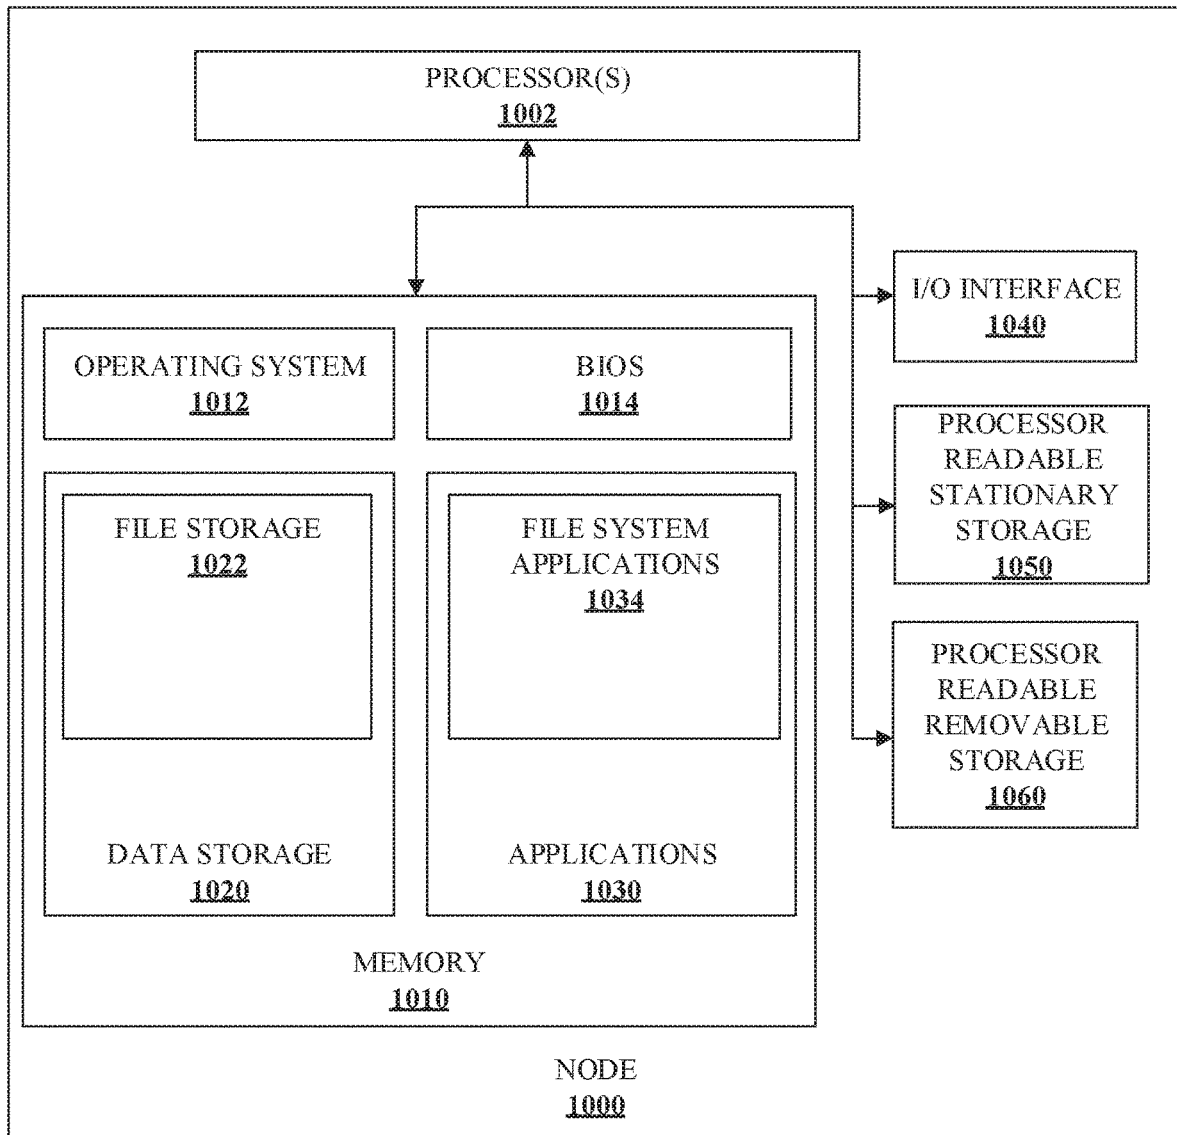 PROCESSOR(S)
1002
I/O INTERFACE
1040
OPERATING SYSTEM
1012
BIOS
1014
PROCESSOR
READABLE
STATIONARY
STORAGE
1050
FILE STORAGE
1022
FILE SYSTEM
APPLICATIONS
1034
PROCESSOR
READABLE
REMOVABLE
STORAGE
1060
DATA STORAGE
1020
APPLICATIONS
1030
MEMORY
1010
NODE
1000